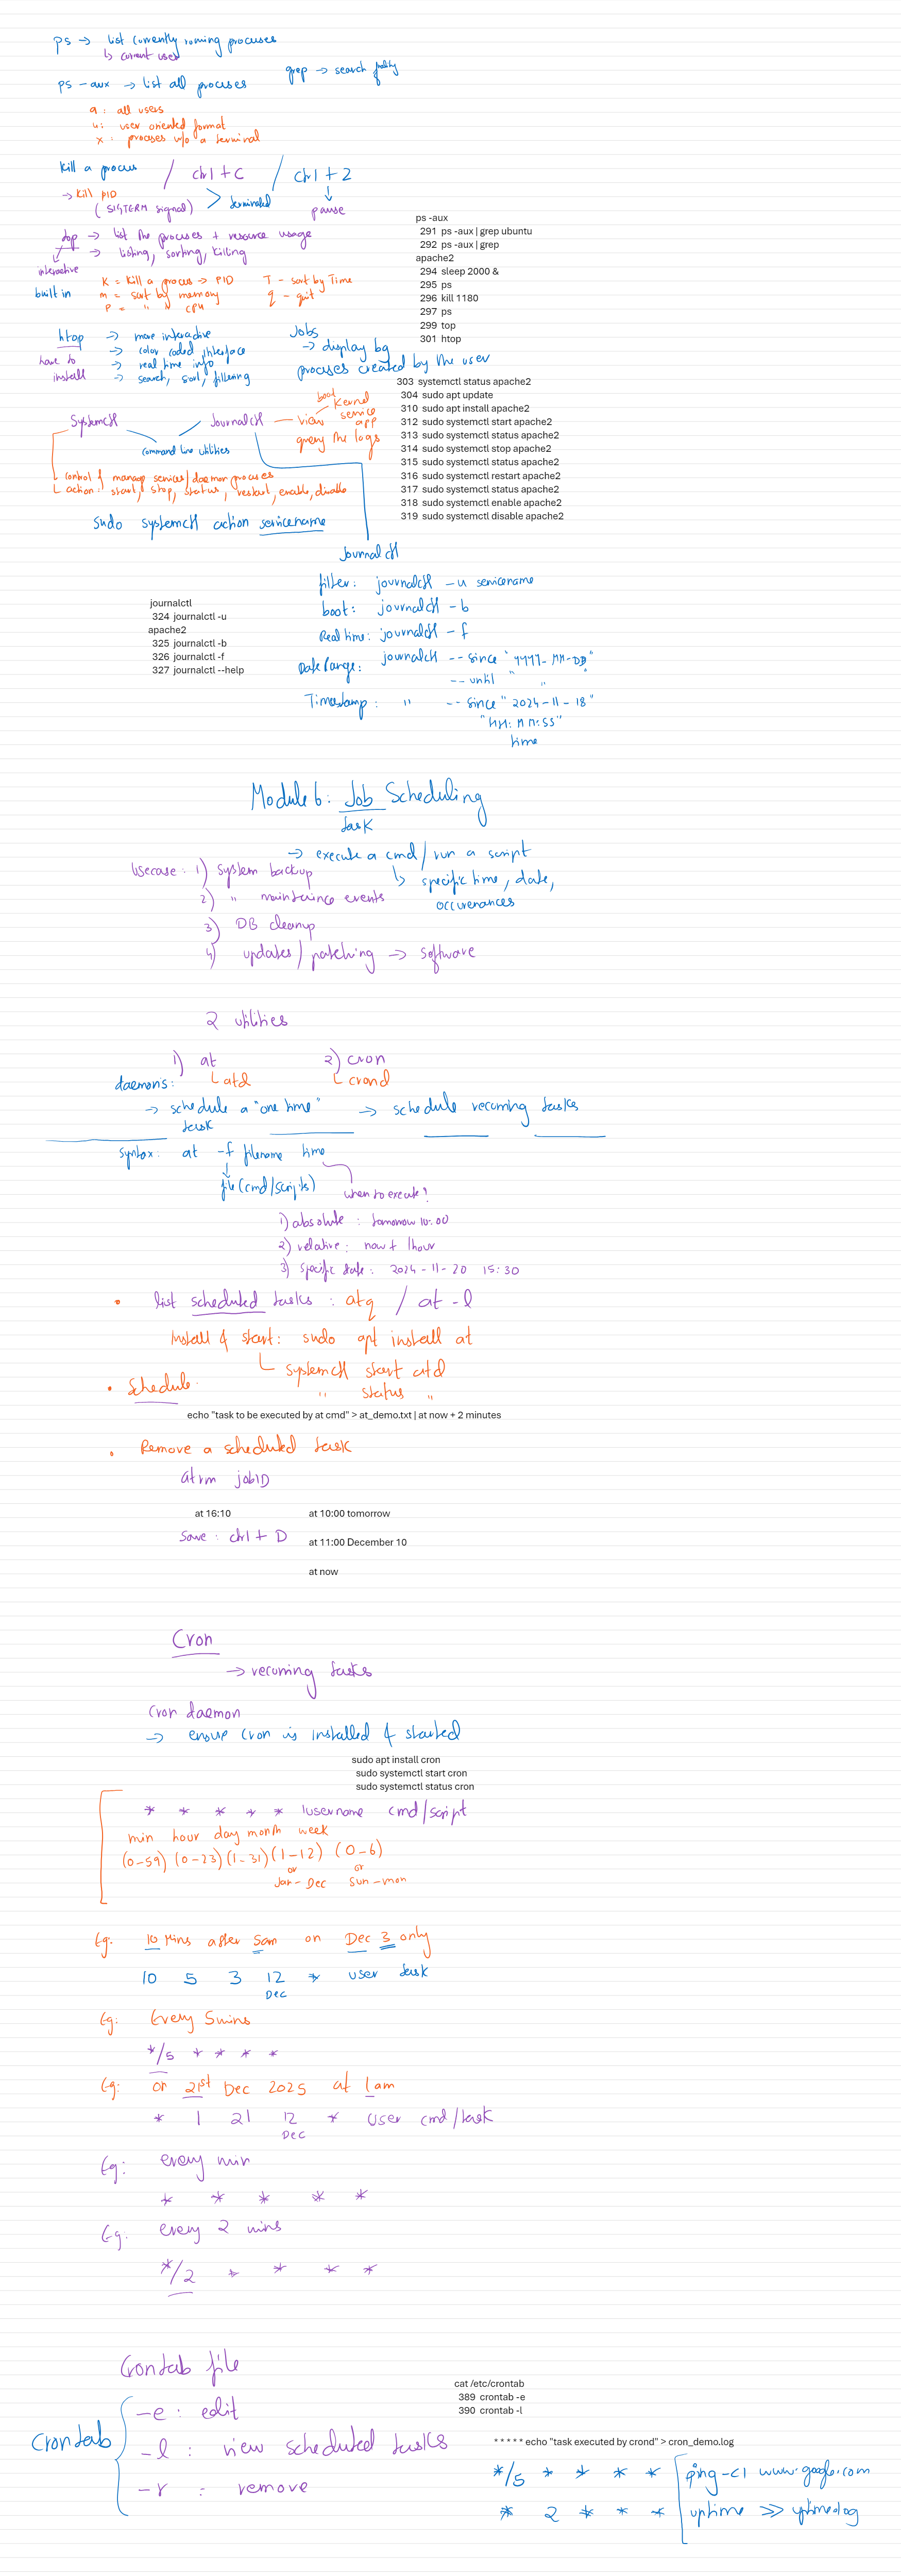 ps → list currently running processes
↳ current user
grep → search
ps -aux → list all processes
a : all users
u: user oriented format
x : processes w/o a terminal
Kill a process / ctrl + C / ctrl + Z
→ Kill PID
(SIGTERM signal) > terminated
↓
pause
top → list the processes + resource usage
→ listing, sorting, killing
interactive
built in
K = Kill a process → PID
T - sort by Time
m = sort by memory
q - quit
P = " " CPU
ps -aux
291 ps -aux | grep ubuntu
292 ps -aux | grep
apache2
294 sleep 2000 &
295 ps
296 kill 1180
297 ps
299 top
301 htop
htop → more interactive
→ color coded interface
have to → real time info
install → search, sort, filtering
Jobs
→ display bg
processes created by the user
303 systemctl status apache2
304 sudo apt update
310 sudo apt install apache2
312 sudo systemctl start apache2
313 sudo systemctl status apache2
314 sudo systemctl stop apache2
315 sudo systemctl status apache2
316 sudo systemctl restart apache2
317 sudo systemctl status apache2
318 sudo systemctl enable apache2
319 sudo systemctl disable apache2
Systemctl
Journalctl — view
boot
Kernel
service
app
query the logs
command line utilities
control & manage services/daemon processes
action : start, stop, status, restart, enable, disable
sudo systemctl action servicename
Journalctl
filter: journalctl -u servicename
boot: journalctl -b
Real time: journalctl -f
Date Range: journalctl --since "YYYY-MM-DD"
--until " "
Timestamp: " --since "2024-11-18"
"HH:MM:SS"
time
journalctl
324 journalctl -u
apache2
325 journalctl -b
326 journalctl -f
327 journalctl --help
Module 6: Job Scheduling
task
→ execute a cmd/ run a script
↳ specific time, date,
occurenances
Usecase: 1) system backup
2) " maintaince events
3) DB cleanup
4) updates/ patching → software
2 utilities
1) at
2) cron
daemons: atd
crond
→ schedule a "one time"
task
→ schedule recurring tasks
syntax: at -f filename time
↓
file(cmd/scripts)
when to execute?
1) absolute : tomorrow 10:00
2) relative : now + 1hour
3) specific date : 2024-11-20 15:30
• list scheduled tasks : atq / at -l
Install & start: sudo apt install at
systemctl start atd
" status "
• Schedule
echo "task to be executed by at cmd" > at_demo.txt | at now + 2 minutes
• Remove a scheduled task
atrm jobID
at 16:10
at 10:00 tomorrow
save : ctrl + D
at 11:00 December 10
at now
Cron
→ recurring tasks
Cron daemon
→ ensure cron is installed & started
sudo apt install cron
sudo systemctl start cron
sudo systemctl status cron
* * * * * username cmd/script
min hour day month week
(0-59) (0-23) (1-31) (1-12) (0-6)
or or
Jan - Dec Sun - mon
Eg: 10 Mins after 5am on Dec 3 only
10 5 3 12 * user task
Dec
Eg: Every 5mins
*/5 * * * *
Eg: on 21st Dec 2025 at 1 am
* 1 21 12 * user cmd/task
Dec
Eg: every min
* * * * *
Eg: every 2 mins
*/2 * * * *
Crontab file
Crontab
-e : edit
-l : view scheduled tasks
-r : remove
cat /etc/crontab
389 crontab -e
390 crontab -l
* * * * * echo "task executed by crond" > cron_demo.log
*/5 * * * * ping -c1 www.google.com
* 2 * * * uptime >> uptime.log